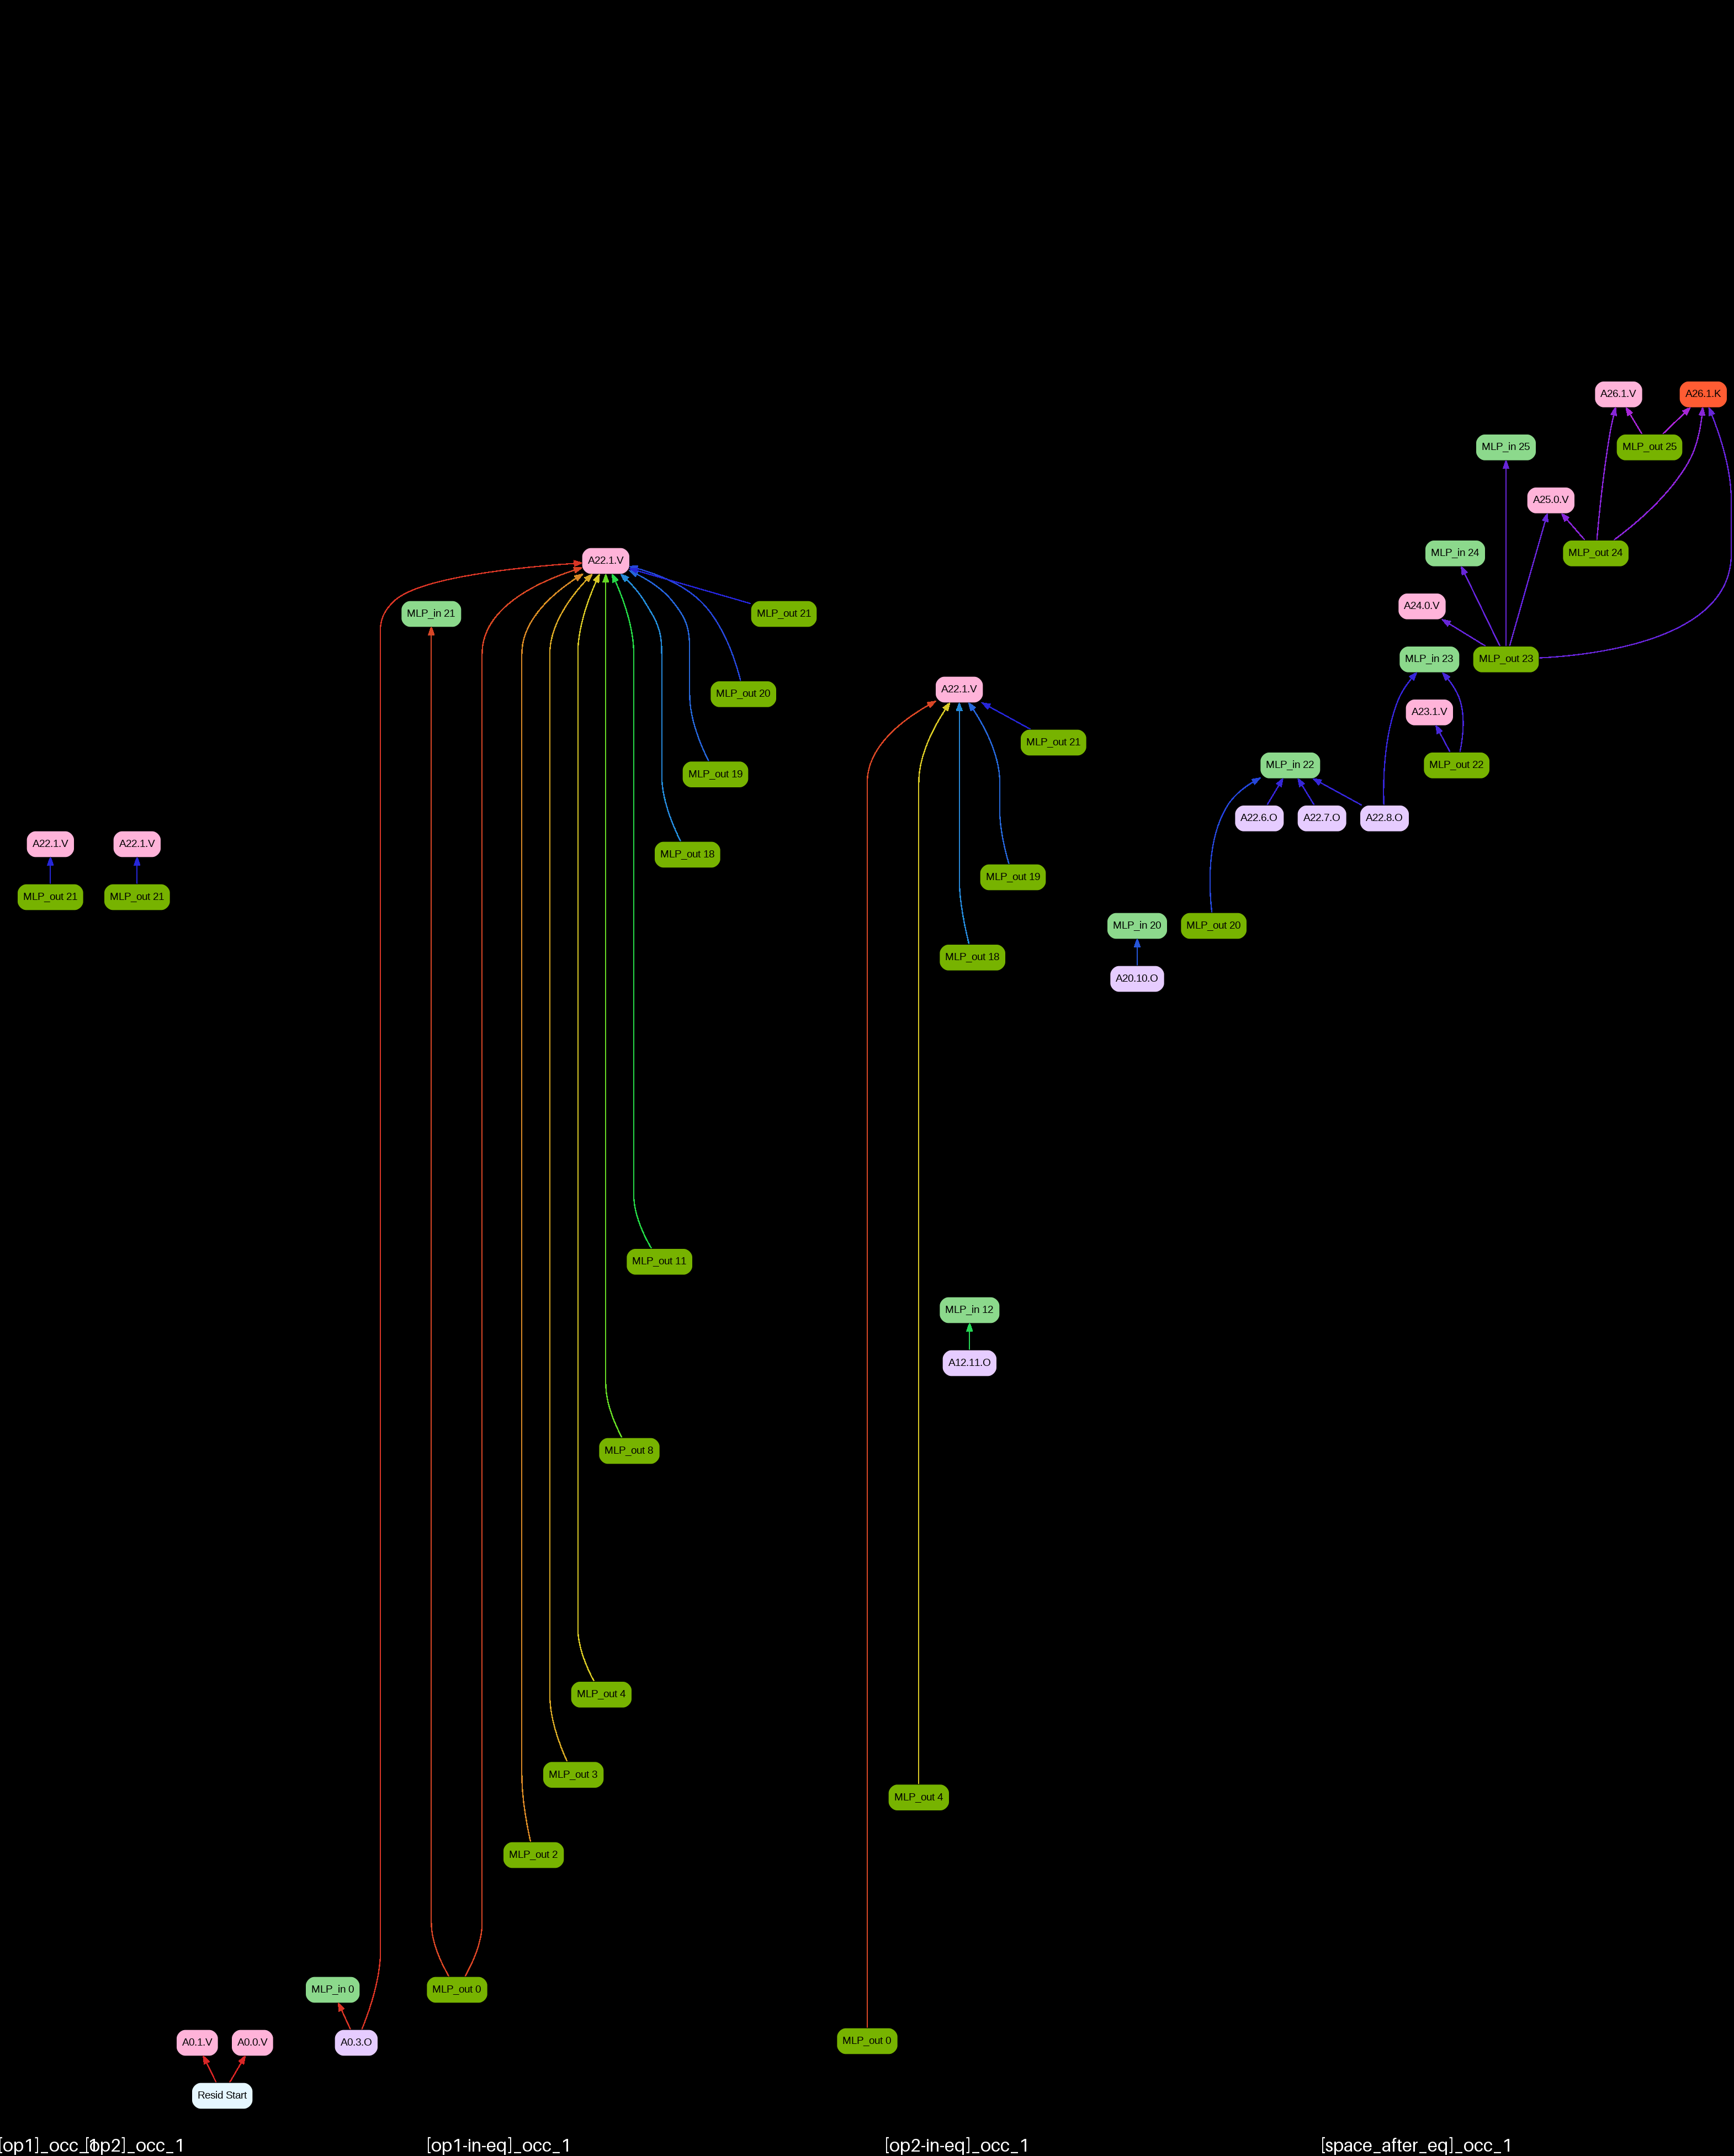 A26.1.V
A26.1.K
MLP_in 25
MLP_out 25
A25.0.V
MLP_in 24
MLP_out 24
A22.1.V
A24.0.V
MLP_in 21
MLP_out 21
MLP_in 23
MLP_out 23
A22.1.V
MLP_out 20
A23.1.V
MLP_out 21
MLP_in 22
MLP_out 22
MLP_out 19
A22.6.O
A22.7.O
A22.8.O
A22.1.V
A22.1.V
MLP_out 18
MLP_out 19
MLP_out 21
MLP_out 21
MLP_in 20
MLP_out 20
MLP_out 18
A20.10.O
MLP_out 11
MLP_in 12
A12.11.O
MLP_out 8
MLP_out 4
MLP_out 3
MLP_out 4
MLP_out 2
MLP_in 0
MLP_out 0
A0.1.V
A0.0.V
A0.3.O
MLP_out 0
Resid Start
[op1]_occ_1
[op2]_occ_1
[op1-in-eq]_occ_1
[op2-in-eq]_occ_1
[space_after_eq]_occ_1